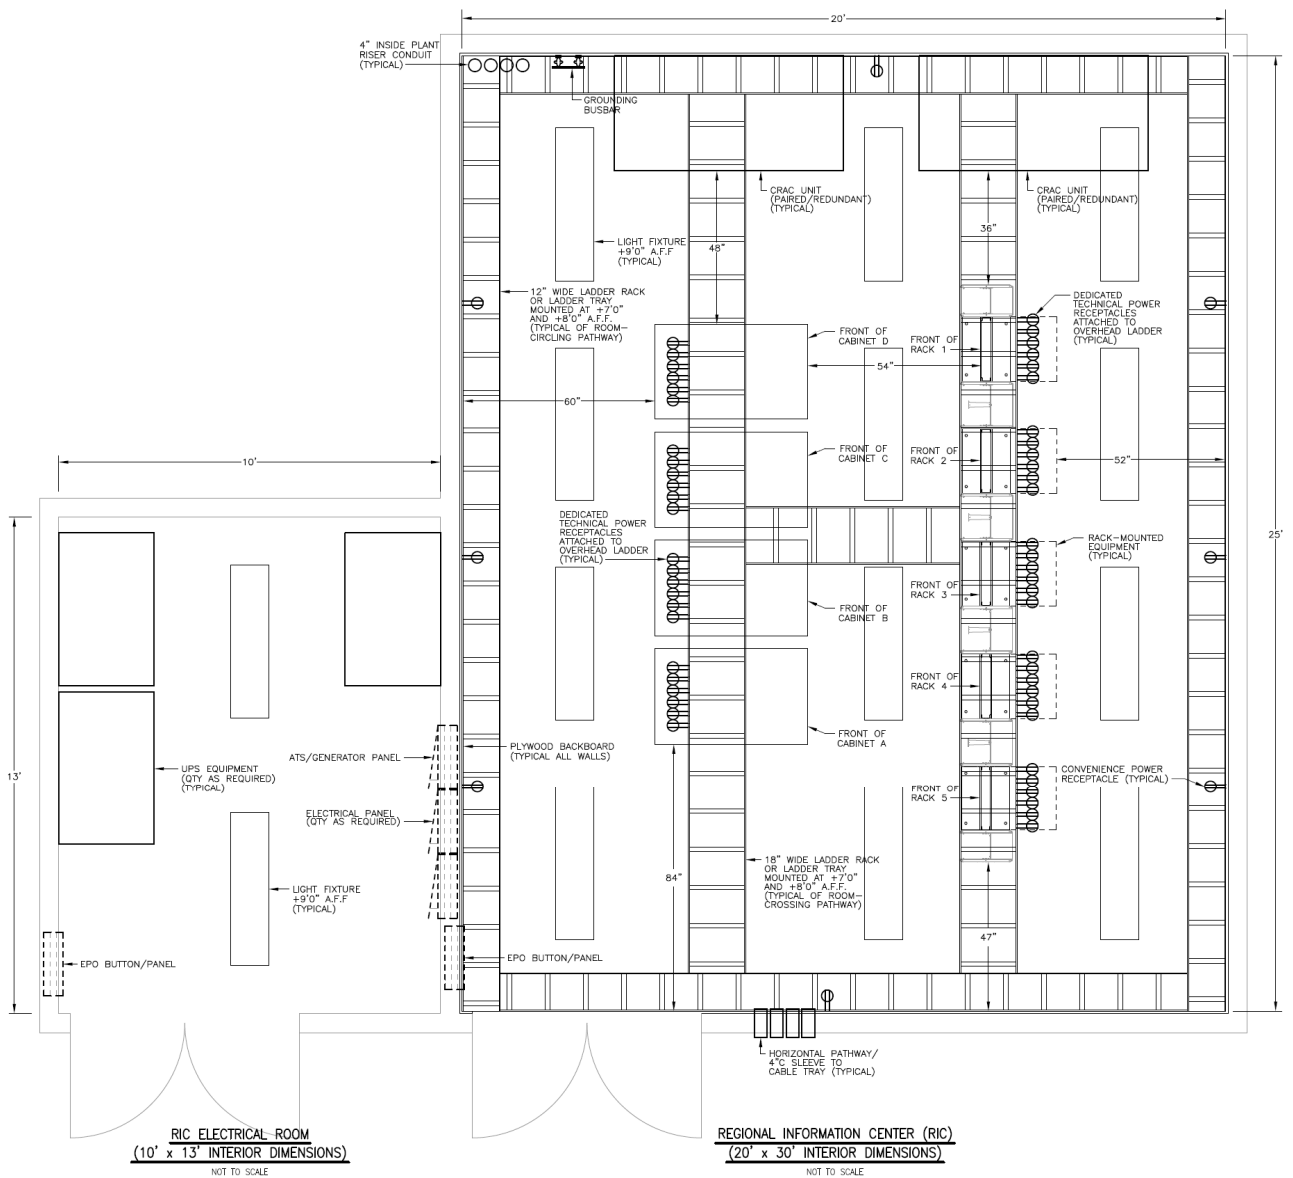 20'
4" INSIDE PLANT
RISER CONDUIT
(TYPICAL)
GROUNDING
BUSBAR
CRAC UNIT
(PAIRED/REDUNDANT)
(TYPICAL)
CRAC UNIT
(PAIRED/REDUNDANT)
(TYPICAL)
LIGHT FIXTURE
+9'0" A.F.F
(TYPICAL)
48"
36"
12" WIDE LADDER RACK
OR LADDER TRAY
MOUNTED AT +7'0"
AND +8'0" A.F.F.
(TYPICAL OF ROOM-
CIRCLING PATHWAY)
DEDICATED
TECHNICAL POWER
RECEPTACLES
ATTACHED TO
OVERHEAD LADDER
(TYPICAL)
FRONT OF
CABINET D
FRONT OF
RACK 1
54"
60"
FRONT OF
CABINET C
FRONT OF
RACK 2
52"
10'
DEDICATED
TECHNICAL POWER
RECEPTACLES
ATTACHED TO
OVERHEAD LADDER
(TYPICAL)
25'
RACK-MOUNTED
EQUIPMENT
(TYPICAL)
FRONT OF
RACK 3
FRONT OF
CABINET B
FRONT OF
RACK 4
FRONT OF
CABINET A
PLYWOOD BACKBOARD
(TYPICAL ALL WALLS)
ATS/GENERATOR PANEL
13'
UPS EQUIPMENT
(QTY AS REQUIRED)
(TYPICAL)
CONVENIENCE POWER
RECEPTACLE (TYPICAL)
FRONT OF
RACK 5
ELECTRICAL PANEL
(QTY AS REQUIRED)
84"
18" WIDE LADDER RACK
OR LADDER TRAY
MOUNTED AT +7'0"
AND +8'0" A.F.F.
(TYPICAL OF ROOM-
CROSSING PATHWAY)
LIGHT FIXTURE
+9'0" A.F.F
(TYPICAL)
47"
EPO BUTTON/PANEL
EPO BUTTON/PANEL
HORIZONTAL PATHWAY/
4"C SLEEVE TO
CABLE TRAY (TYPICAL)
RIC ELECTRICAL ROOM
(10' x 13' INTERIOR DIMENSIONS)
NOT TO SCALE
REGIONAL INFORMATION CENTER (RIC)
(20' x 30' INTERIOR DIMENSIONS)
NOT TO SCALE